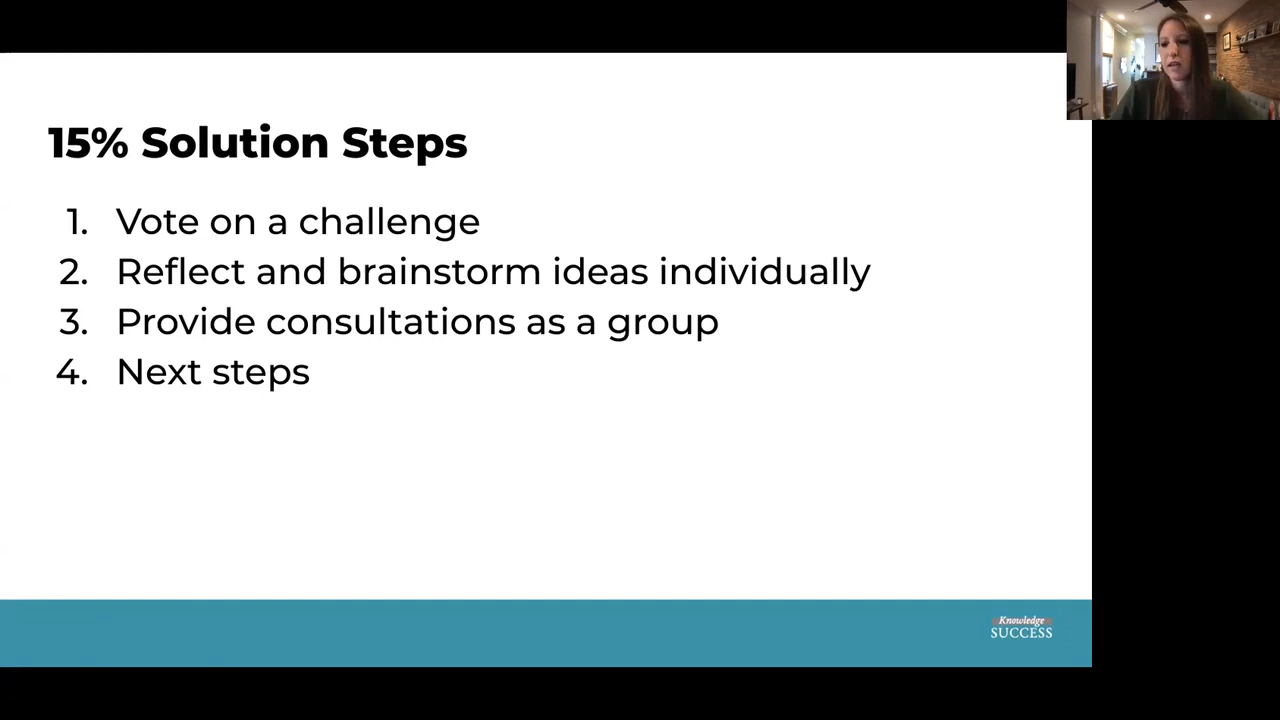 15% Solution Steps
1. Vote on a challenge
2. Reflect and brainstorm ideas individually
3. Provide consultations as a group
4. Next steps
Knowledge
SUCCESS